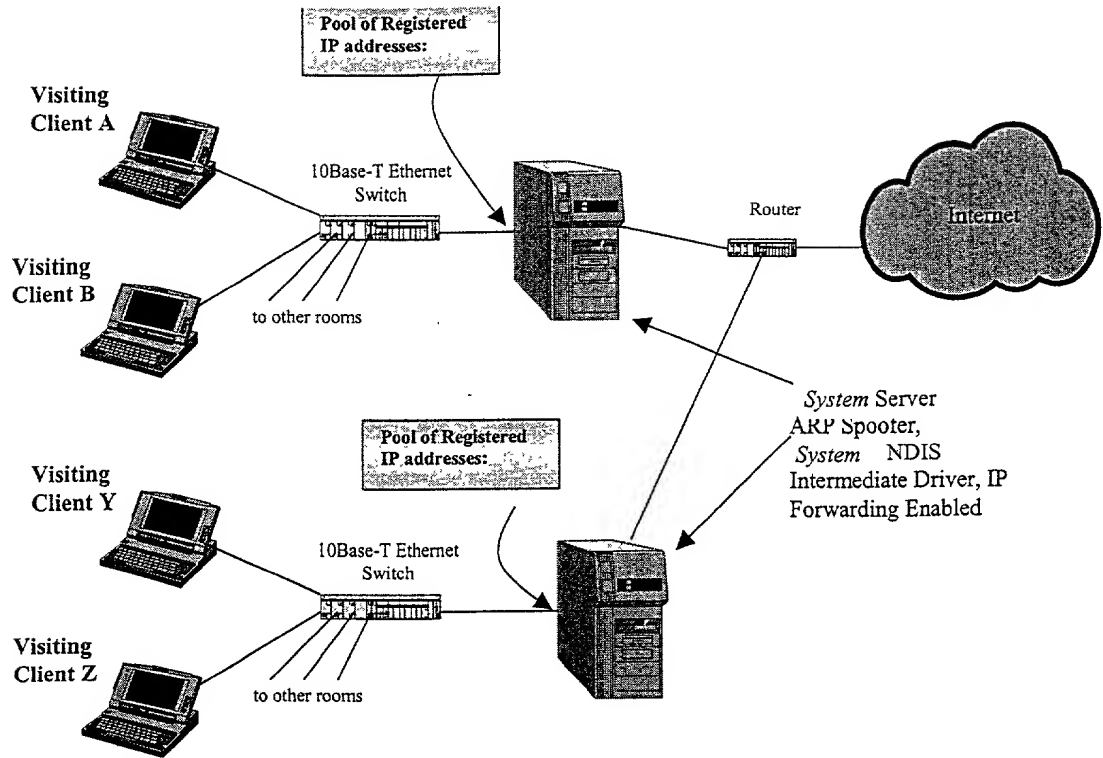 Pool of Registered
IP addresses:
Visiting
Client A
10Base-T Ethernet
Switch
Router
Internet
Visiting
Client B
to other rooms
System Server
ARP Spooter,
System NDIS
Intermediate Driver, IP
Forwarding Enabled
Pool of Registered
IP addresses:
Visiting
Client Y
10Base-T Ethernet
Switch
Visiting
Client Z
to other rooms